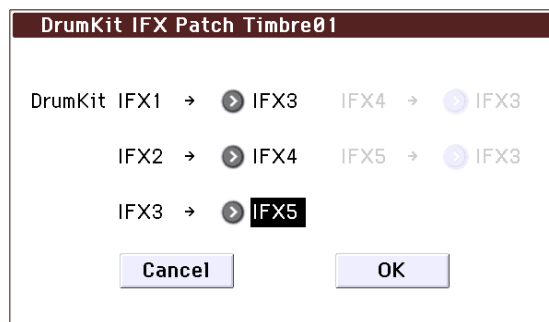 DrumKit IFX Patch Timbre01
DrumKit IFX1 → IFX3 IFX4 → IFX3
IFX2 → IFX4 IFX5 → IFX3
IFX3 → IFX5
Cancel OK